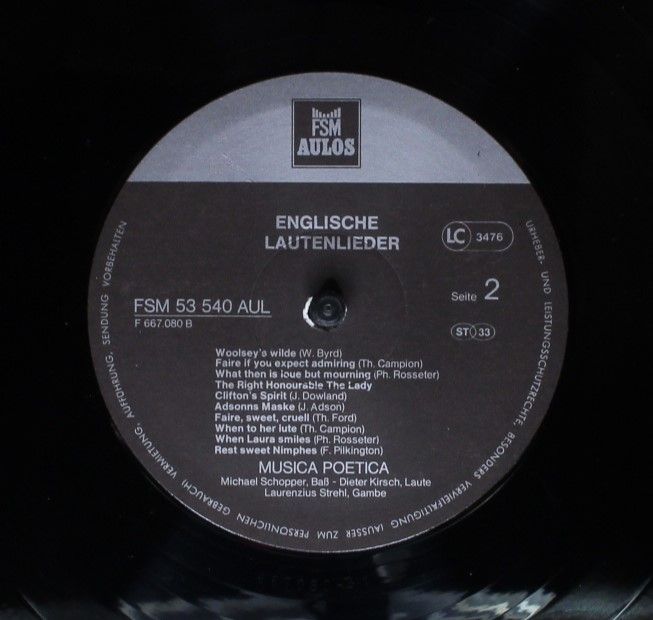 FSM
AULOS
ENGLISCHE
LAUTENLIEDER
LC 3476
FSM 53 540 AUL
F 667.080 B
Seite 2
ST 33
Woolsey's wilde (W. Byrd)
Faire if you expect admiring (Th. Campion)
What then is loue but mourning (Ph. Rosseter)
The Right Honourable The Lady
Clifton's Spirit (J. Dowland)
Adsonns Maske (J. Adson)
Faire, sweet, cruell (Th. Ford)
When to her lute (Th. Campion)
When Laura smiles (Ph. Rosseter)
Rest sweet Nimphes (F. Pilkington)
MUSICA POETICA
Michael Schopper, Baß - Dieter Kirsch, Laute
Laurenzius Strehl, Gambe
URHEBER- UND LEISTUNGSSCHUTZRECHTE, BESONDERS VERVIELFÄLTIGUNG (AUSSER ZUM PERSÖNLICHEN GEBRAUCH) VERMIETUNG, AUFFÜHRUNG, SENDUNG VORBEHALTEN